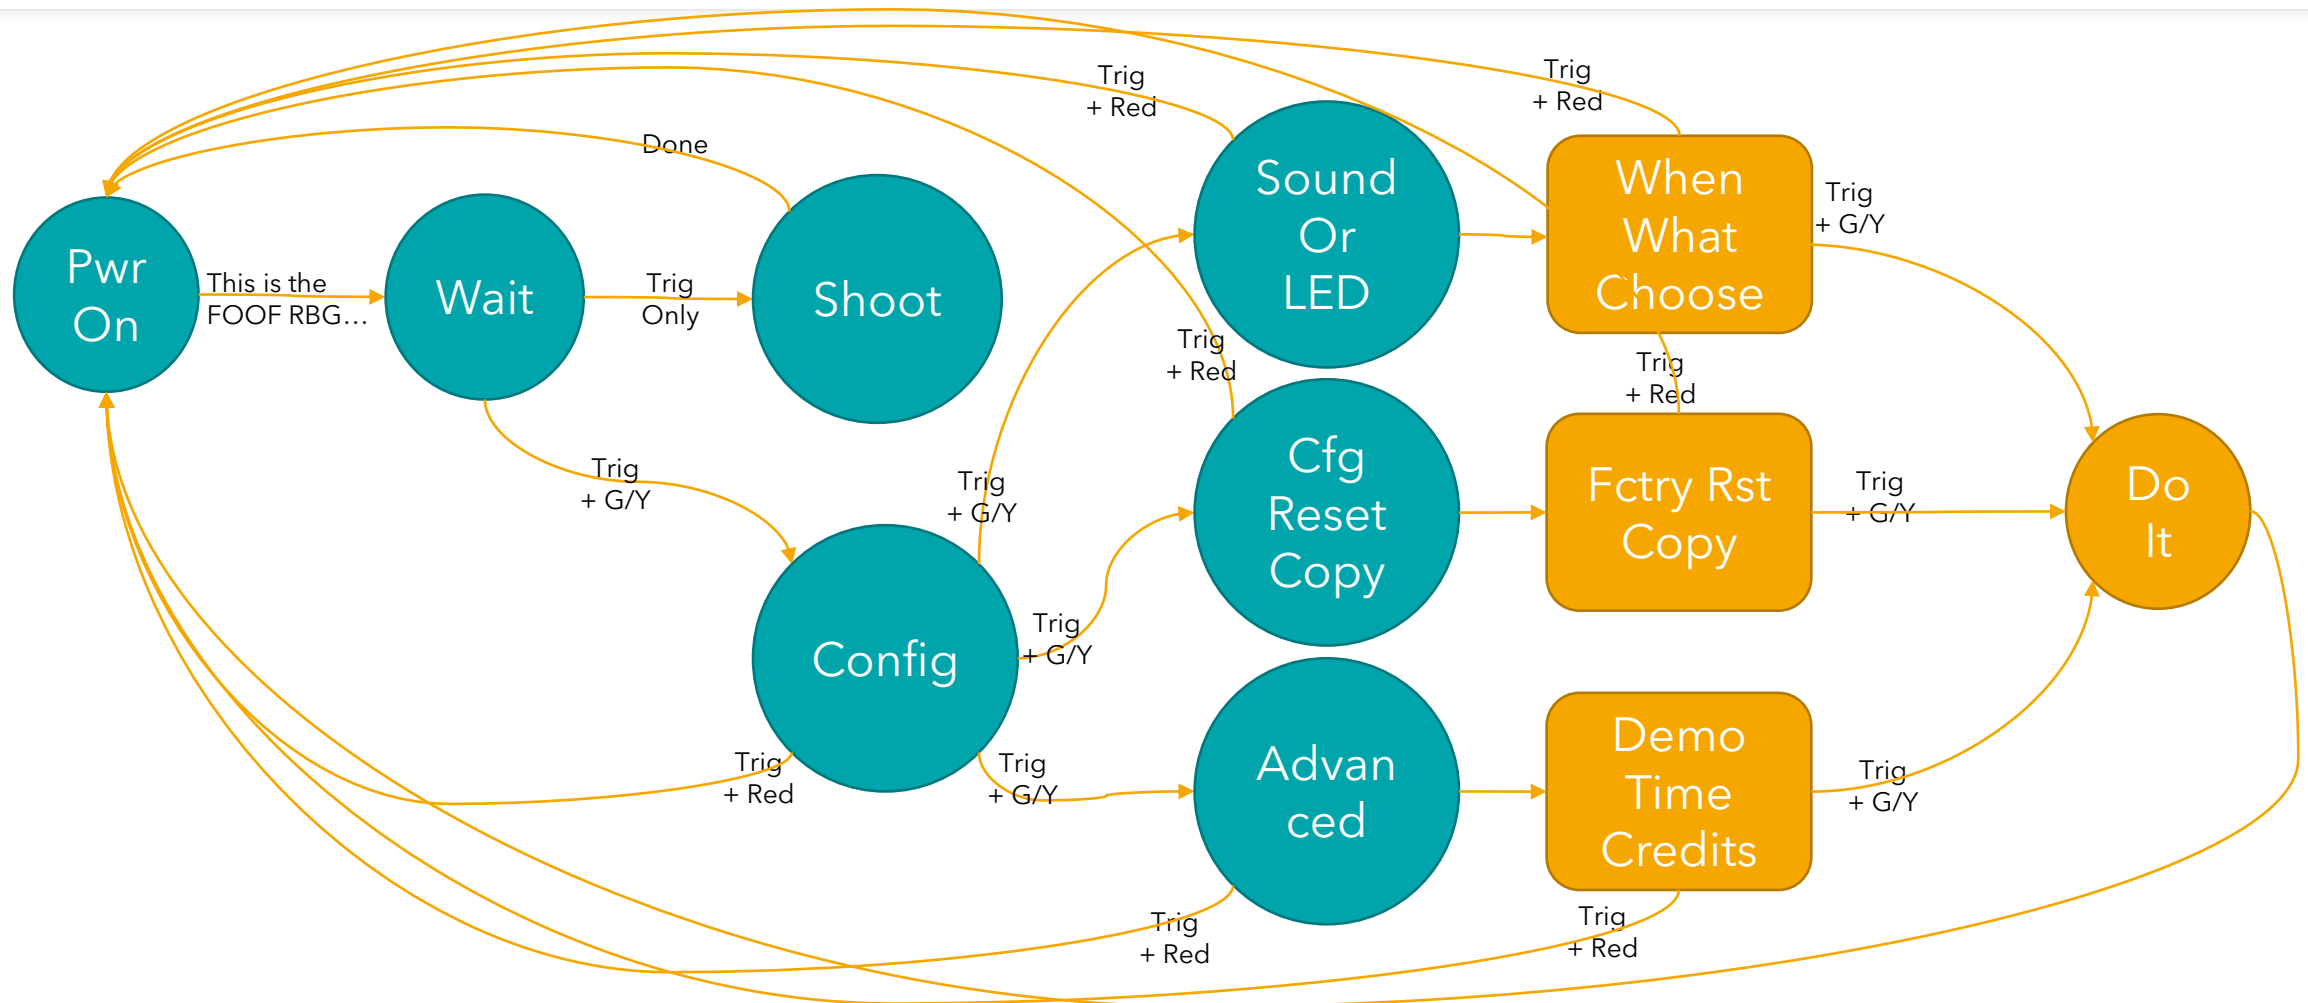 Trig
+ Red
Trig
+ Red
Done
Pwr
On
This is the
FOOF RBG...
Wait
Trig
Only
Shoot
Sound
Or
LED
When
What
Choose
Trig
+ G/Y
Trig
+ Red
Trig
+ Red
Trig
+ G/Y
Trig
+ G/Y
Cfg
Reset
Copy
Fctry Rst
Copy
Trig
+ G/Y
Do
It
Config
Trig
+ G/Y
Trig
+ Red
Trig
+ G/Y
Advan
ced
Demo
Time
Credits
Trig
+ G/Y
Trig
+ Red
Trig
+ Red